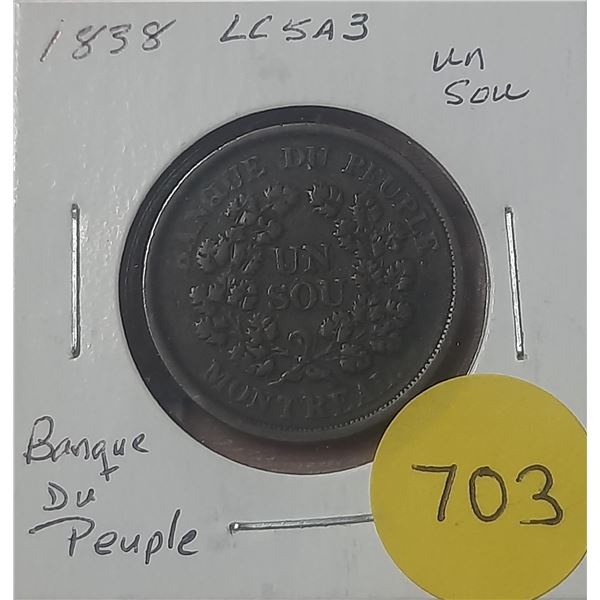 1838 LC5A3
un
sou
BANQUE DU PEUPLE.
UN
SOU
MONTREAL.
Banque
Du
Peuple
703